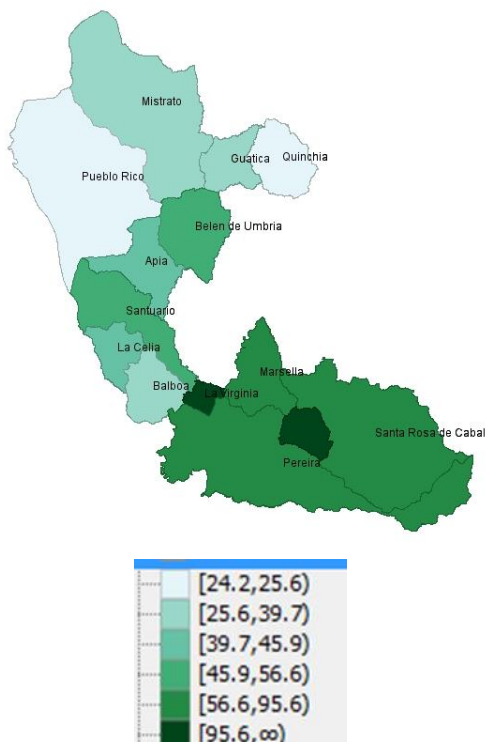 Mistrato
Guatica
Quinchia
Pueblo Rico
Belen de Umbria
Apia
Santuario
La Celia
Balboa
Marsella
La Virginia
Santa Rosa de Cabal
Pereira
[24.2,25.6)
[25.6,39.7)
[39.7,45.9)
[45.9,56.6)
[56.6,95.6)
[95.6,∞)